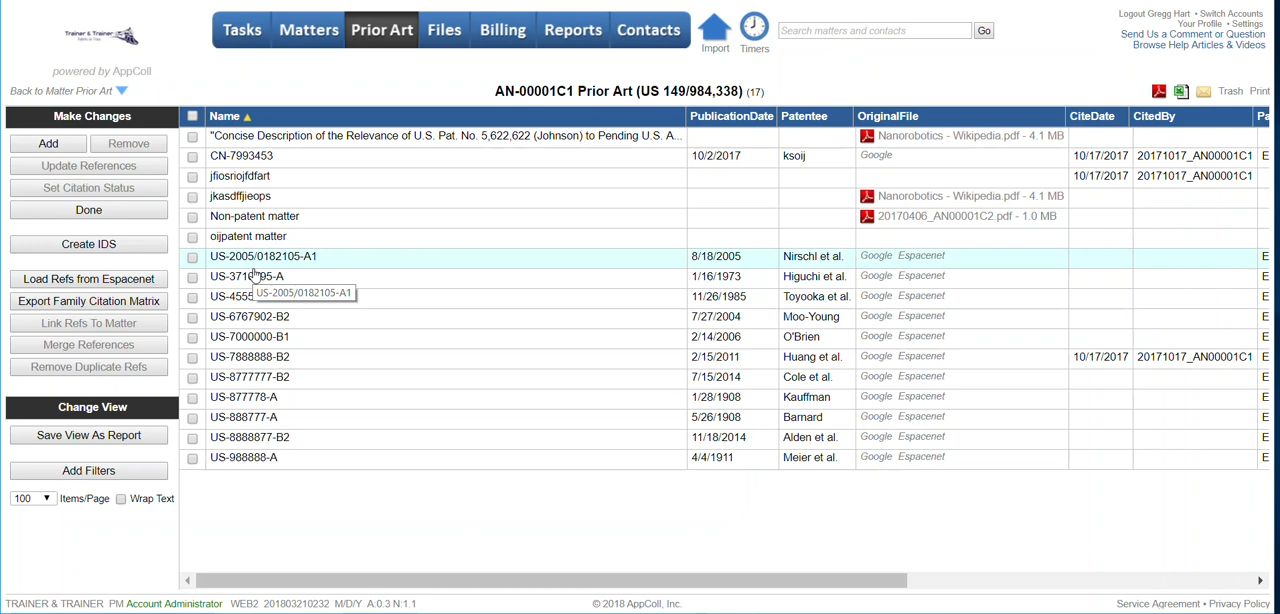 Trainer & Trainer
powered by AppColl
Tasks Matters Prior Art Files Billing Reports Contacts
Import Timers
Search matters and contacts Go
Logout Gregg Hart • Switch Accounts
Your Profile • Settings
Send Us a Comment or Question
Browse Help Articles & Videos
Back to Matter Prior Art
AN-00001C1 Prior Art (US 149/984,338) (17)
Trash Print
Make Changes
Add Remove
Update References
Set Citation Status
Done
Create IDS
Load Refs from Espacenet
Export Family Citation Matrix
Link Refs To Matter
Merge References
Remove Duplicate Refs
Change View
Save View As Report
Add Filters
100 Items/Page Wrap Text
Name PublicationDate Patentee OriginalFile CiteDate CitedBy Pa
"Concise Description of the Relevance of U.S. Pat. No. 5,622,622 (Johnson) to Pending U.S. A... Nanorobotics - Wikipedia.pdf - 4.1 MB
CN-7993453 10/2/2017 ksoij Google 10/17/2017 20171017_AN00001C1 E
jfiosriojfdfart 10/17/2017 20171017_AN00001C1
jkasdffjieops Nanorobotics - Wikipedia.pdf - 4.1 MB
Non-patent matter 20170406_AN00001C2.pdf - 1.0 MB
oijpatent matter
US-2005/0182105-A1 8/18/2005 Nirschl et al. Google Espacenet E
US-371 95-A 1/16/1973 Higuchi et al. Google Espacenet E
US-4555 11/26/1985 Toyooka et al. Google Espacenet E
US-2005/0182105-A1
US-6767902-B2 7/27/2004 Moo-Young Google Espacenet E
US-7000000-B1 2/14/2006 O'Brien Google Espacenet E
US-7888888-B2 2/15/2011 Huang et al. Google Espacenet 10/17/2017 20171017_AN00001C1 E
US-8777777-B2 7/15/2014 Cole et al. Google Espacenet E
US-877778-A 1/28/1908 Kauffman Google Espacenet E
US-888777-A 5/26/1908 Barnard Google Espacenet E
US-8888877-B2 11/18/2014 Alden et al. Google Espacenet E
US-988888-A 4/4/1911 Meier et al. Google Espacenet E
TRAINER & TRAINER PM Account Administrator WEB2 201803210232 M/D/Y A:0.3 N:1.1
© 2018 AppColl, Inc.
Service Agreement • Privacy Policy